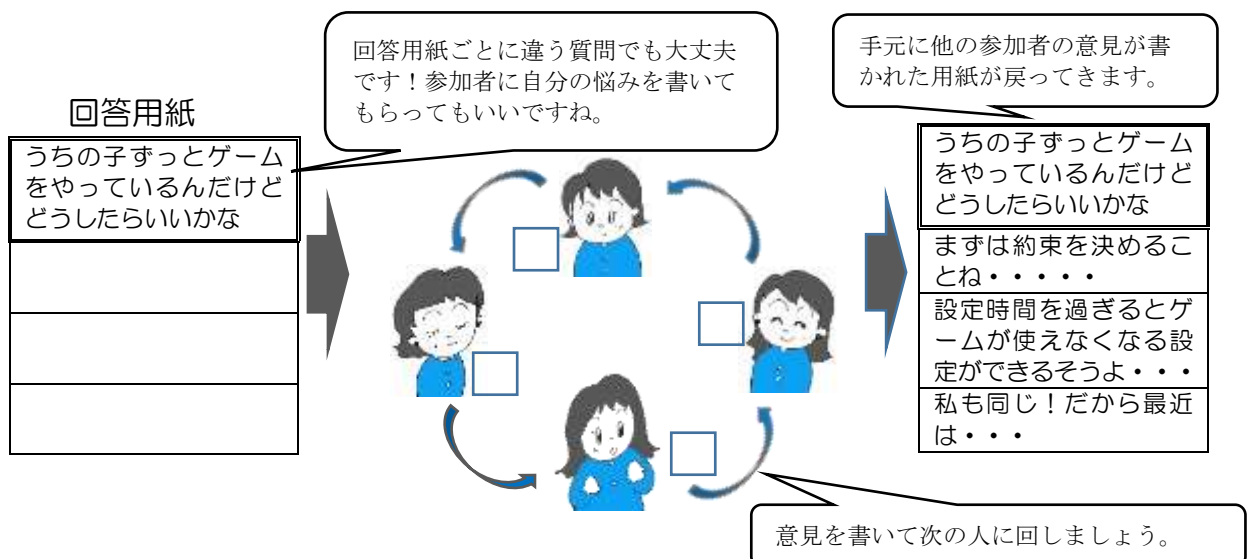 回答用紙ごとに違う質問でも大丈夫
です！参加者に自分の悩みを書いて
もらってもいいですね。
手元に他の参加者の意見が書
かれた用紙が戻ってきます。
回答用紙
うちの子ずっとゲーム
をやっているんだけど
どうしたらいいかな
うちの子ずっとゲーム
をやっているんだけど
どうしたらいいかな
まずは約束を決めるこ
とね・・・・・
設定時間を過ぎるとゲ
ームが使えなくなる設
定ができるそうよ・・・
私も同じ！だから最近
は・・・
意見を書いて次の人に回しましょう。